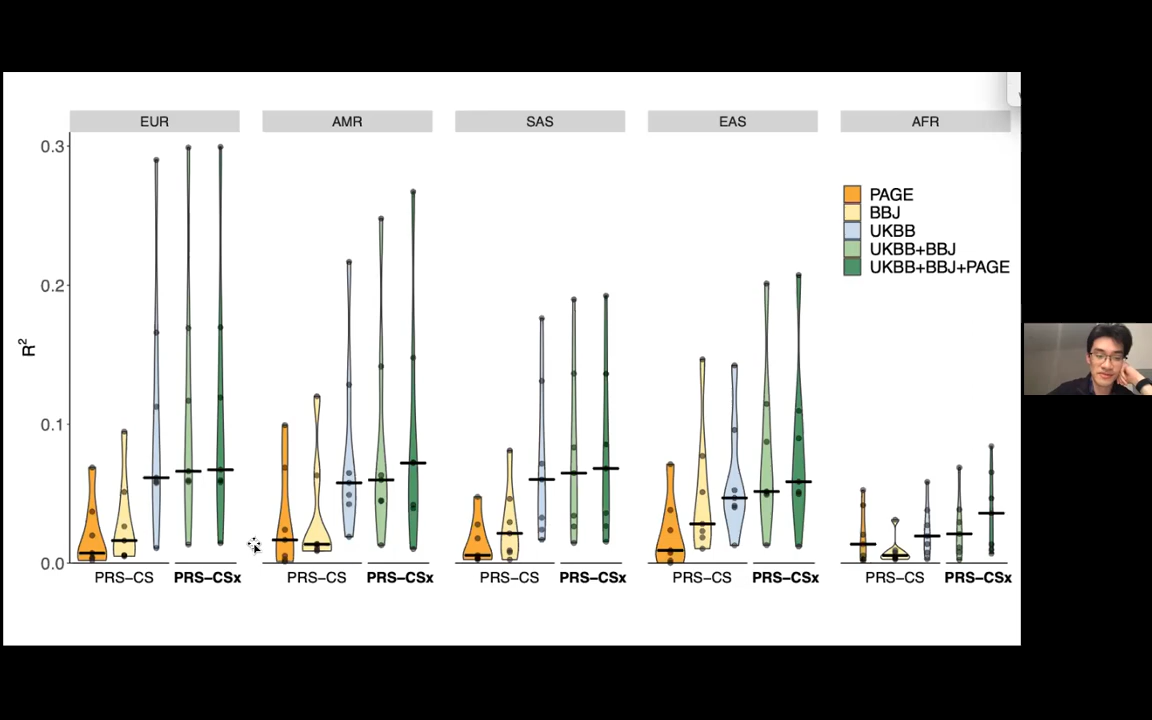 EUR AMR SAS EAS AFR
0.3
PAGE
BBJ
UKBB
UKBB+BBJ
UKBB+BBJ+PAGE
0.2
R²
0.1
0.0
PRS–CS PRS–CSx PRS–CS PRS–CSx PRS–CS PRS–CSx PRS–CS PRS–CSx PRS–CS PRS–CSx